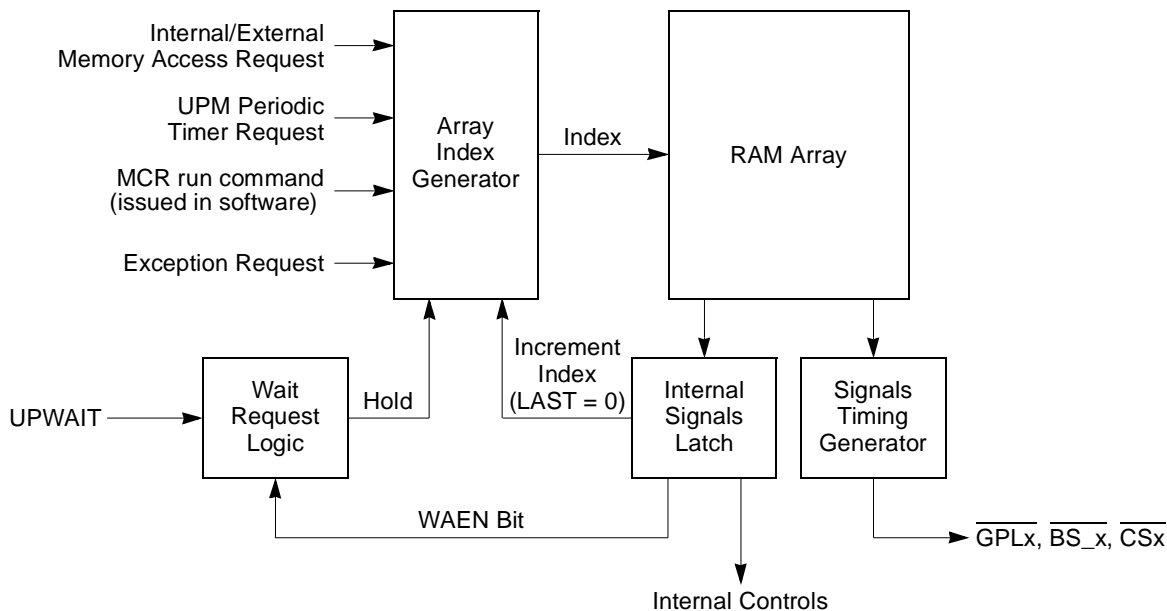 Internal/External
Memory Access Request
UPM Periodic
Timer Request
MCR run command
(issued in software)
Exception Request
Array
Index
Generator
Index
RAM Array
Increment
Index
(LAST = 0)
Wait
Request
Logic
Hold
UPWAIT
Internal
Signals
Latch
Signals
Timing
Generator
WAEN Bit
GPLx, BS_x, CSx
Internal Controls